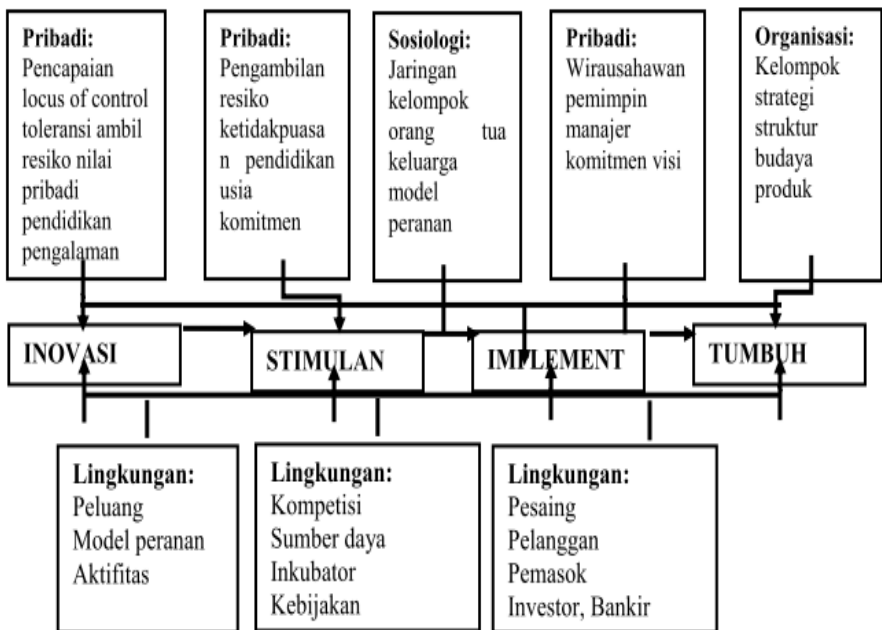 Pribadi:
Pencapaian
locus of control
toleransi ambil
resiko nilai
pribadi
pendidikan
pengalaman
Pribadi:
Pengambilan
resiko
ketidakpuasa
n pendidikan
usia
komitmen
Sosiologi:
Jaringan
kelompok
orang tua
keluarga
model
peranan
Pribadi:
Wirausahawan
pemimpin
manajer
komitmen visi
Organisasi:
Kelompok
strategi
struktur
budaya
produk
INOVASI
STIMULAN
IMPLEMENT
TUMBUH
Lingkungan:
Peluang
Model peranan
Aktifitas
Lingkungan:
Kompetisi
Sumber daya
Inkubator
Kebijakan
Lingkungan:
Pesaing
Pelanggan
Pemasok
Investor, Bankir